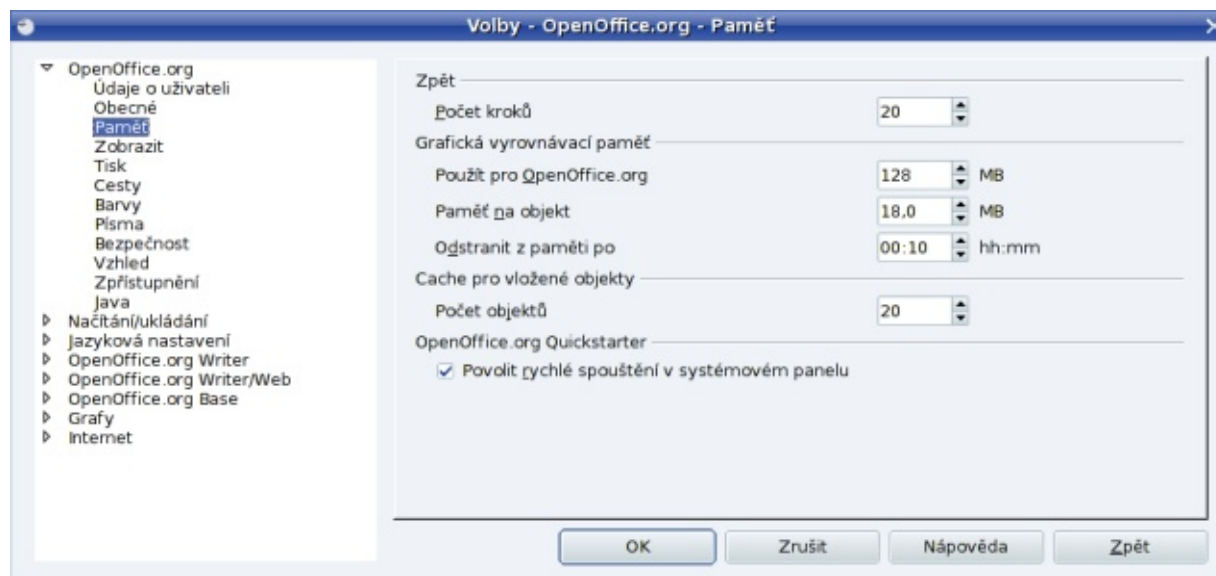 Volby - OpenOffice.org - Paměť
OpenOffice.org
Údaje o uživateli
Obecné
Paměť
Zobrazit
Tisk
Cesty
Barvy
Písma
Bezpečnost
Vzhled
Zpřístupnění
Java
Načítání/ukládání
Jazyková nastavení
OpenOffice.org Writer
OpenOffice.org Writer/Web
OpenOffice.org Base
Grafy
Internet
Zpět
Počet kroků 20
Grafická vyrovnávací paměť
Použít pro OpenOffice.org 128 MB
Paměť na objekt 18,0 MB
Odstranit z paměti po 00:10 hh:mm
Cache pro vložené objekty
Počet objektů 20
OpenOffice.org Quickstarter
Povolit rychlé spouštění v systémovém panelu
OK Zrušit Nápověda Zpět